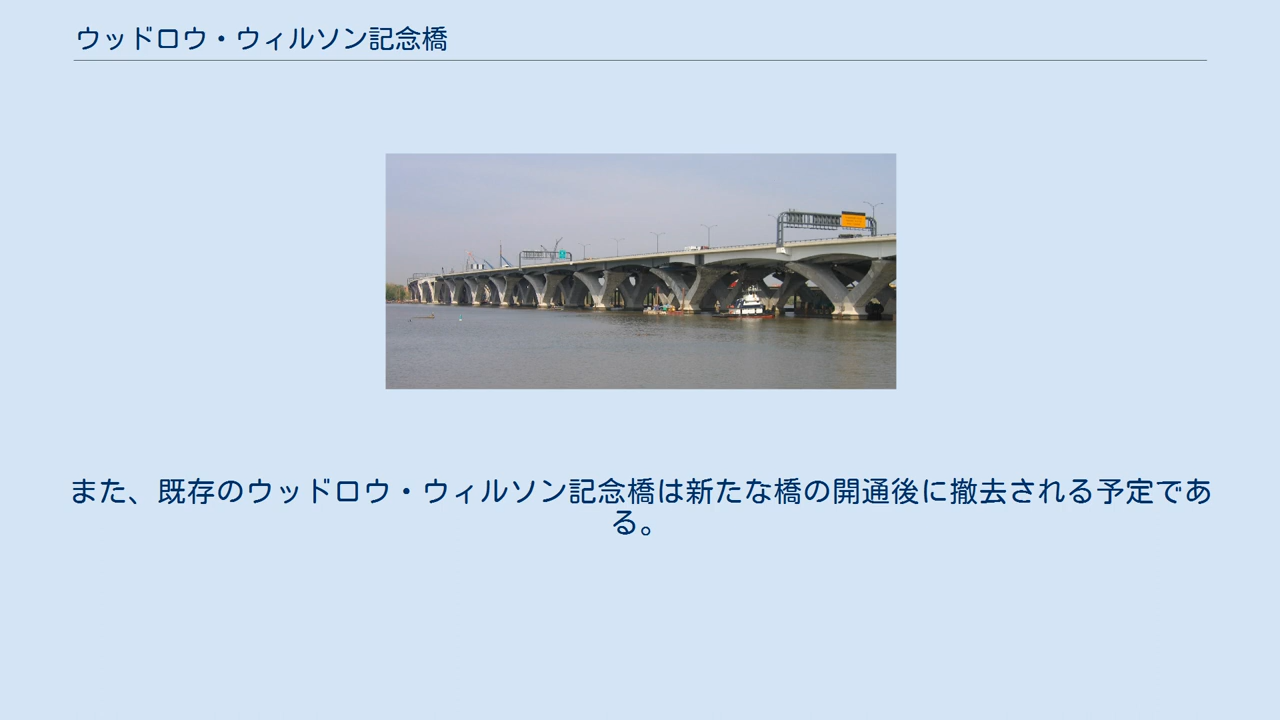 ウッドロウ・ウィルソン記念橋
また、既存のウッドロウ・ウィルソン記念橋は新たな橋の開通後に撤去される予定であ
る。